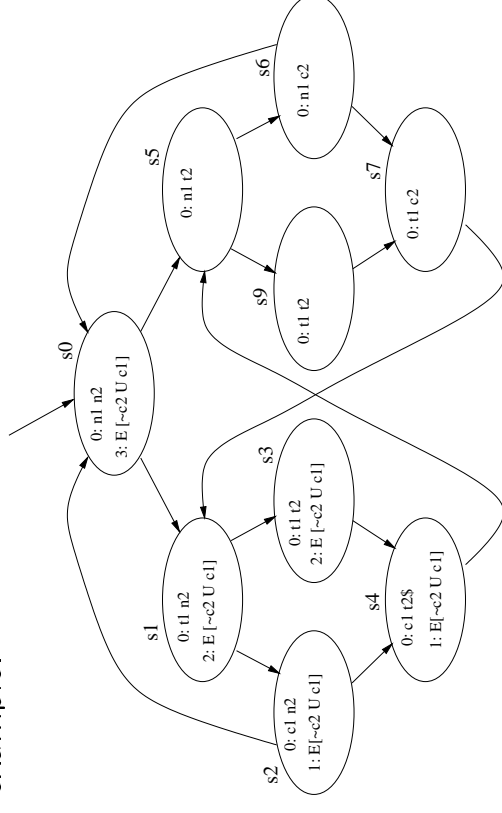 s0
0: n1 n2
3: E [~c2 U c1]
s1
0: t1 n2
2: E [~c2 U c1]
s5
0: n1 t2
s2
0: c1 n2
1: E[~c2 U c1]
s3
0: t1 t2
2: E [~c2 U c1]
s9
0: t1 t2
s6
0: n1 c2
s4
0: c1 t2$
1: E[~c2 U c1]
s7
0: t1 c2